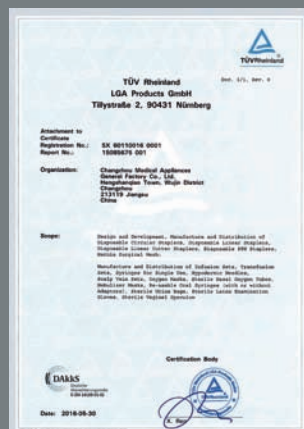 TÜVRheinland
Doc. 1/1, Rev. 0
TÜV Rheinland
LGA Products GmbH
Tillystraße 2, 90431 Nürnberg
Attachment to
Certificate
Registration No.: SX 60110016 0001
Report No.: 15085675 001
Organization: Changzhou Medical Appliances
General Factory Co., Ltd.
Hengshanqiao Town, Wujin District
Changzhou
213119 Jiangsu
China
Scope: Design and Development, Manufacture and Distribution of
Disposable Circular Staplers, Disposable Linear Staplers,
Disposable Linear Cutter Staplers, Disposable PPH Staplers,
Hernia Surgical Mesh.
Manufacture and Distribution of Infusion Sets, Transfusion
Sets, Syringes for Single Use, Hypodermic Needles,
Scalp Vein Sets, Oxygen Masks, Sterile Nasal Oxygen Tubes,
Nebulizer Masks, Re-usable Oral Syringes (with or without
Adaptors), Sterile Urine Bags, Sterile Latex Examination
Gloves, Sterile Vaginal Speculum
Certification Body
DAkkS
Deutsche
Akkreditierungsstelle
Date: 2016-05-30